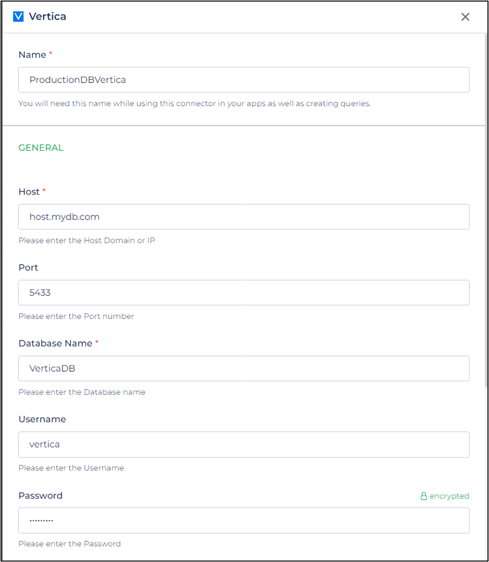 Vertica
Name *
ProductionDBVertica
You will need this name while using this connector in your apps as well as creating queries.
GENERAL
Host *
host.mydb.com
Please enter the Host Domain or IP
Port
5433
Please enter the Port number
Database Name *
VerticaDB
Please enter the Database name
Username
vertica
Please enter the Username
Password encrypted
•••••••••
Please enter the Password